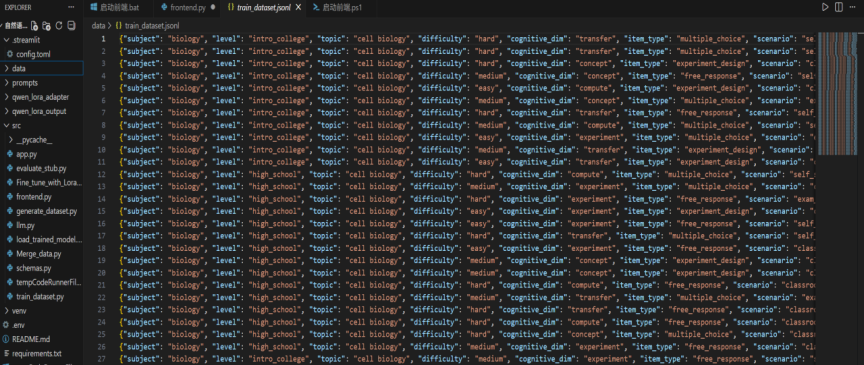 EXPLORER ···
启动前端.bat frontend.py train_dataset.jsonl 启动前端.ps1
自然语...
data > {} train_dataset.jsonl
.streamlit
config.toml
data
prompts
qwen_lora_adapter
qwen_lora_output
src
__pycache__
app.py
evaluate_stub.py
Fine_tune_with_Lora...
frontend.py
generate_dataset.py
llm.py
load_trained_model...
Merge_data.py
schemas.py
tempCodeRunnerFil...
train_dataset.py
venv
.env
README.md
requirements.txt
1 {"subject": "biology", "level": "intro_college", "topic": "cell biology", "difficulty": "hard", "cognitive_dim": "transfer", "item_type": "multiple_choice", "scenario": "se
2 {"subject": "biology", "level": "intro_college", "topic": "cell biology", "difficulty": "hard", "cognitive_dim": "transfer", "item_type": "multiple_choice", "scenario": "se
3 {"subject": "biology", "level": "intro_college", "topic": "cell biology", "difficulty": "hard", "cognitive_dim": "concept", "item_type": "experiment_design", "scenario": "c
4 {"subject": "biology", "level": "intro_college", "topic": "cell biology", "difficulty": "medium", "cognitive_dim": "concept", "item_type": "free_response", "scenario": "sel
5 {"subject": "biology", "level": "intro_college", "topic": "cell biology", "difficulty": "easy", "cognitive_dim": "compute", "item_type": "experiment_design", "scenario": "c
6 {"subject": "biology", "level": "intro_college", "topic": "cell biology", "difficulty": "medium", "cognitive_dim": "concept", "item_type": "multiple_choice", "scenario": "e
7 {"subject": "biology", "level": "intro_college", "topic": "cell biology", "difficulty": "hard", "cognitive_dim": "transfer", "item_type": "free_response", "scenario": "self
8 {"subject": "biology", "level": "intro_college", "topic": "cell biology", "difficulty": "medium", "cognitive_dim": "compute", "item_type": "multiple_choice", "scenario": "se
9 {"subject": "biology", "level": "intro_college", "topic": "cell biology", "difficulty": "easy", "cognitive_dim": "experiment", "item_type": "multiple_choice", "scenario": "
10 {"subject": "biology", "level": "intro_college", "topic": "cell biology", "difficulty": "medium", "cognitive_dim": "transfer", "item_type": "experiment_design", "scenario": "
11 {"subject": "biology", "level": "intro_college", "topic": "cell biology", "difficulty": "easy", "cognitive_dim": "transfer", "item_type": "experiment_design", "scenario": "
12 {"subject": "biology", "level": "high_school", "topic": "cell biology", "difficulty": "hard", "cognitive_dim": "compute", "item_type": "multiple_choice", "scenario": "self_
13 {"subject": "biology", "level": "high_school", "topic": "cell biology", "difficulty": "medium", "cognitive_dim": "experiment", "item_type": "multiple_choice", "scenario": "
14 {"subject": "biology", "level": "high_school", "topic": "cell biology", "difficulty": "hard", "cognitive_dim": "experiment", "item_type": "free_response", "scenario": "exam_
15 {"subject": "biology", "level": "high_school", "topic": "cell biology", "difficulty": "easy", "cognitive_dim": "experiment", "item_type": "experiment_design", "scenario": "
16 {"subject": "biology", "level": "high_school", "topic": "cell biology", "difficulty": "easy", "cognitive_dim": "experiment", "item_type": "free_response", "scenario": "self
17 {"subject": "biology", "level": "high_school", "topic": "cell biology", "difficulty": "hard", "cognitive_dim": "transfer", "item_type": "multiple_choice", "scenario": "self
18 {"subject": "biology", "level": "high_school", "topic": "cell biology", "difficulty": "easy", "cognitive_dim": "experiment", "item_type": "free_response", "scenario": "clas
19 {"subject": "biology", "level": "high_school", "topic": "cell biology", "difficulty": "medium", "cognitive_dim": "concept", "item_type": "experiment_design", "scenario": "c
20 {"subject": "biology", "level": "high_school", "topic": "cell biology", "difficulty": "medium", "cognitive_dim": "concept", "item_type": "experiment_design", "scenario": "c
21 {"subject": "biology", "level": "high_school", "topic": "cell biology", "difficulty": "hard", "cognitive_dim": "compute", "item_type": "free_response", "scenario": "classroo
22 {"subject": "biology", "level": "high_school", "topic": "cell biology", "difficulty": "medium", "cognitive_dim": "transfer", "item_type": "multiple_choice", "scenario": "exa
23 {"subject": "biology", "level": "high_school", "topic": "cell biology", "difficulty": "hard", "cognitive_dim": "transfer", "item_type": "free_response", "scenario": "classro
24 {"subject": "biology", "level": "high_school", "topic": "cell biology", "difficulty": "easy", "cognitive_dim": "compute", "item_type": "free_response", "scenario": "classroo
25 {"subject": "biology", "level": "high_school", "topic": "cell biology", "difficulty": "easy", "cognitive_dim": "concept", "item_type": "multiple_choice", "scenario": "classr
26 {"subject": "biology", "level": "intro_college", "topic": "cell biology", "difficulty": "hard", "cognitive_dim": "experiment", "item_type": "free_response", "scenario": "cl
27 {"subject": "biology", "level": "intro_college", "topic": "cell biology", "difficulty": "medium", "cognitive_dim": "experiment", "item_type": "free_response", "scenario": "